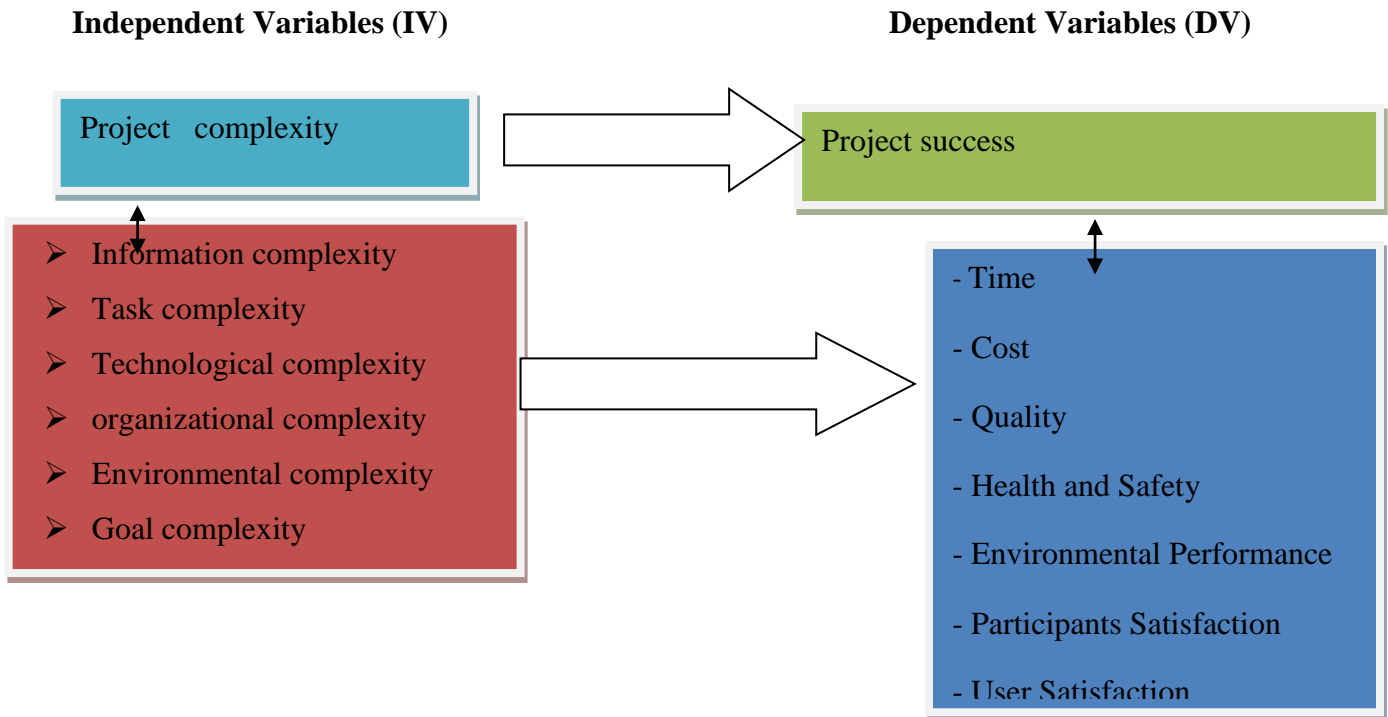 Independent Variables (IV)
Dependent Variables (DV)
Project complexity
Project success
➢ Information complexity
➢ Task complexity
➢ Technological complexity
➢ organizational complexity
➢ Environmental complexity
➢ Goal complexity
- Time
- Cost
- Quality
- Health and Safety
- Environmental Performance
- Participants Satisfaction
- User Satisfaction